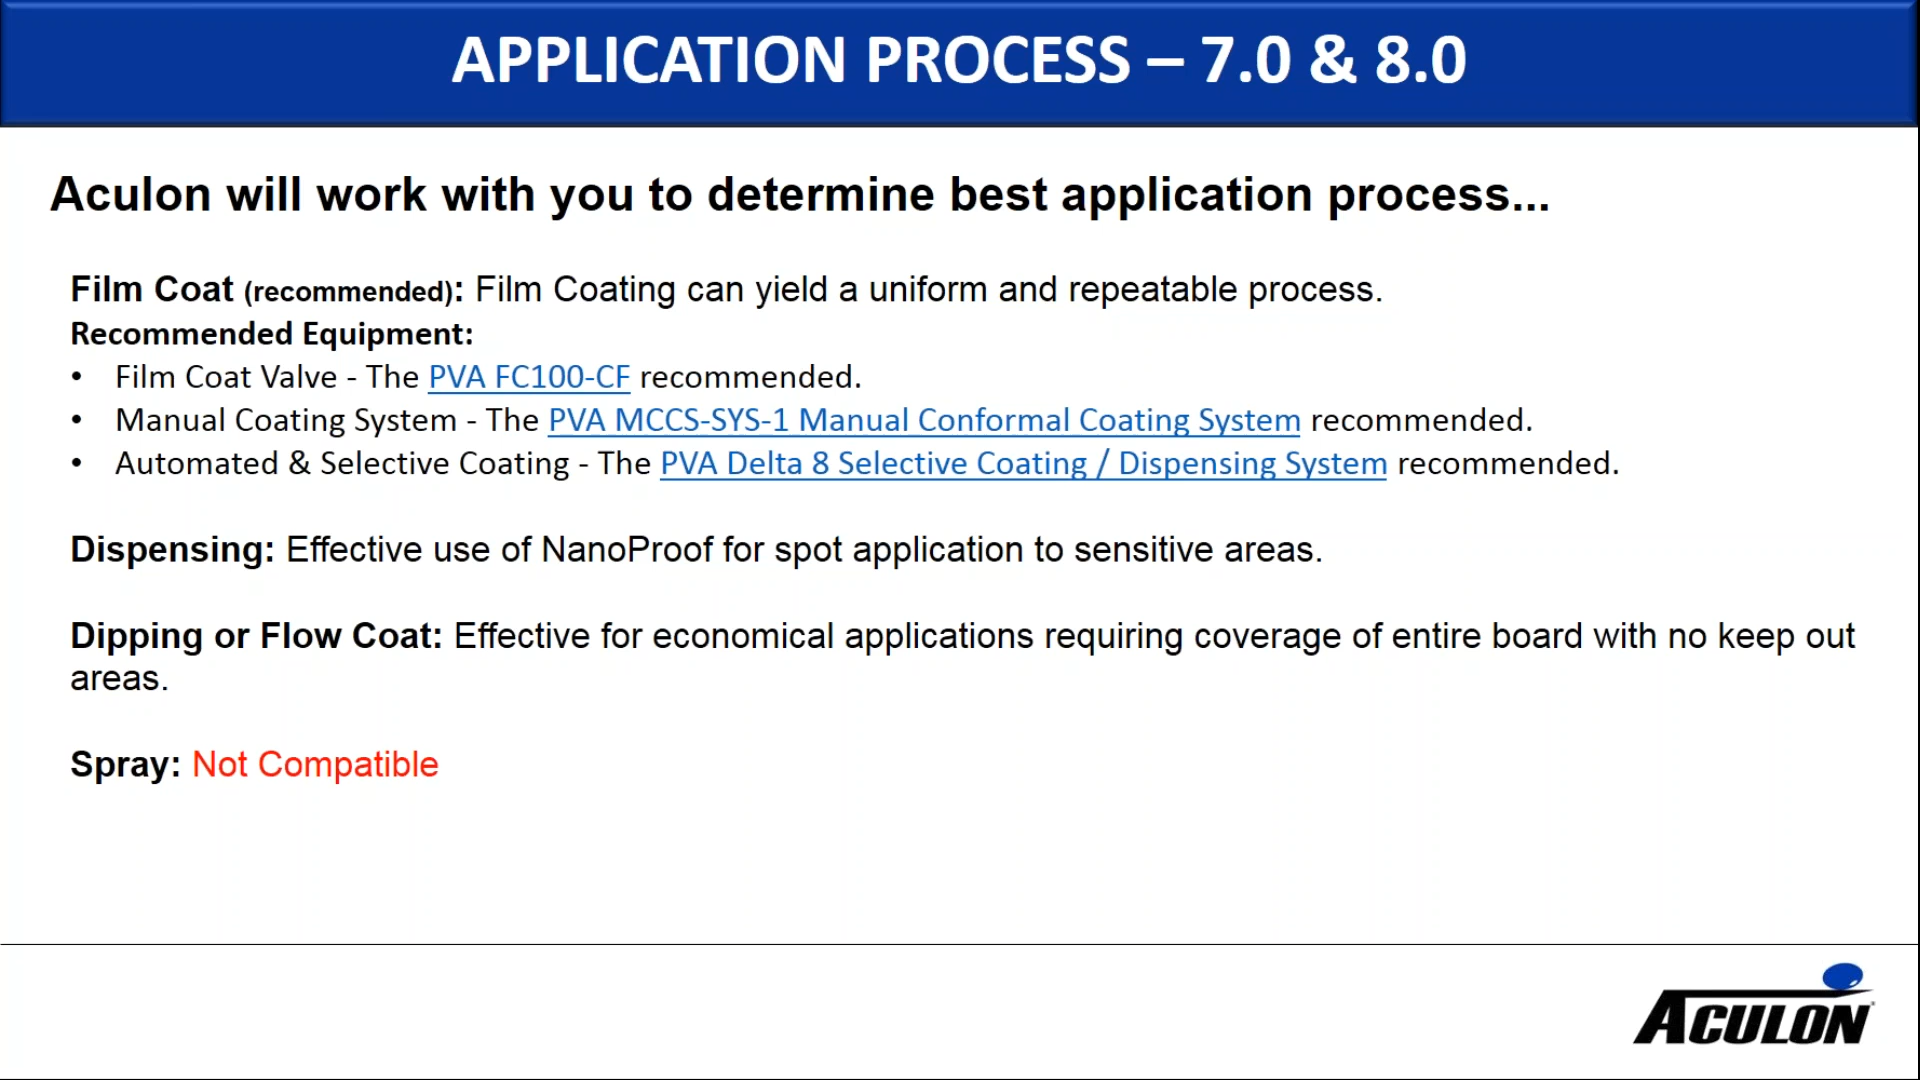 APPLICATION PROCESS – 7.0 & 8.0
Aculon will work with you to determine best application process...
Film Coat (recommended): Film Coating can yield a uniform and repeatable process.
Recommended Equipment:
• Film Coat Valve - The PVA FC100-CF recommended.
• Manual Coating System - The PVA MCCS-SYS-1 Manual Conformal Coating System recommended.
• Automated & Selective Coating - The PVA Delta 8 Selective Coating / Dispensing System recommended.
Dispensing: Effective use of NanoProof for spot application to sensitive areas.
Dipping or Flow Coat: Effective for economical applications requiring coverage of entire board with no keep out
areas.
Spray: Not Compatible
ACULON